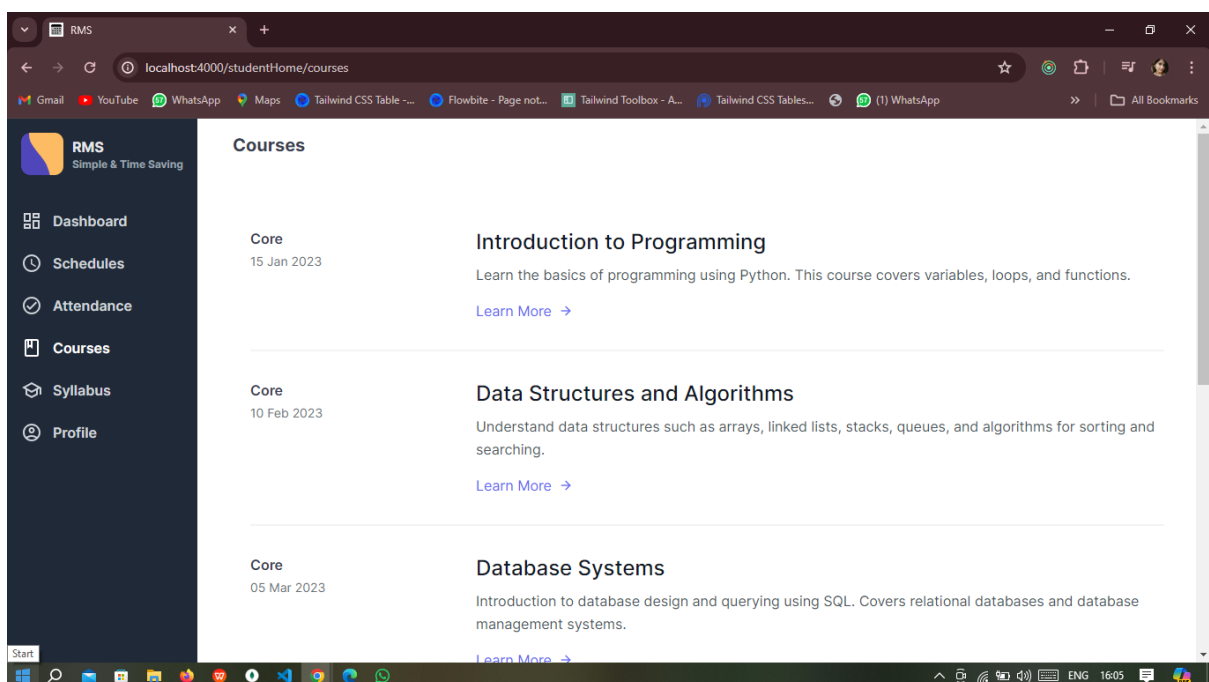 RMS
localhost:4000/studentHome/courses
Gmail YouTube WhatsApp Maps Tailwind CSS Table -... Flowbite - Page not... Tailwind Toolbox - A... Tailwind CSS Tables... (1) WhatsApp All Bookmarks
RMS
Simple & Time Saving
Dashboard
Schedules
Attendance
Courses
Syllabus
Profile
Courses
Core
15 Jan 2023
Introduction to Programming
Learn the basics of programming using Python. This course covers variables, loops, and functions.
Learn More →
Core
10 Feb 2023
Data Structures and Algorithms
Understand data structures such as arrays, linked lists, stacks, queues, and algorithms for sorting and
searching.
Learn More →
Core
05 Mar 2023
Database Systems
Introduction to database design and querying using SQL. Covers relational databases and database
management systems.
Learn More →
Start
ENG 16:05